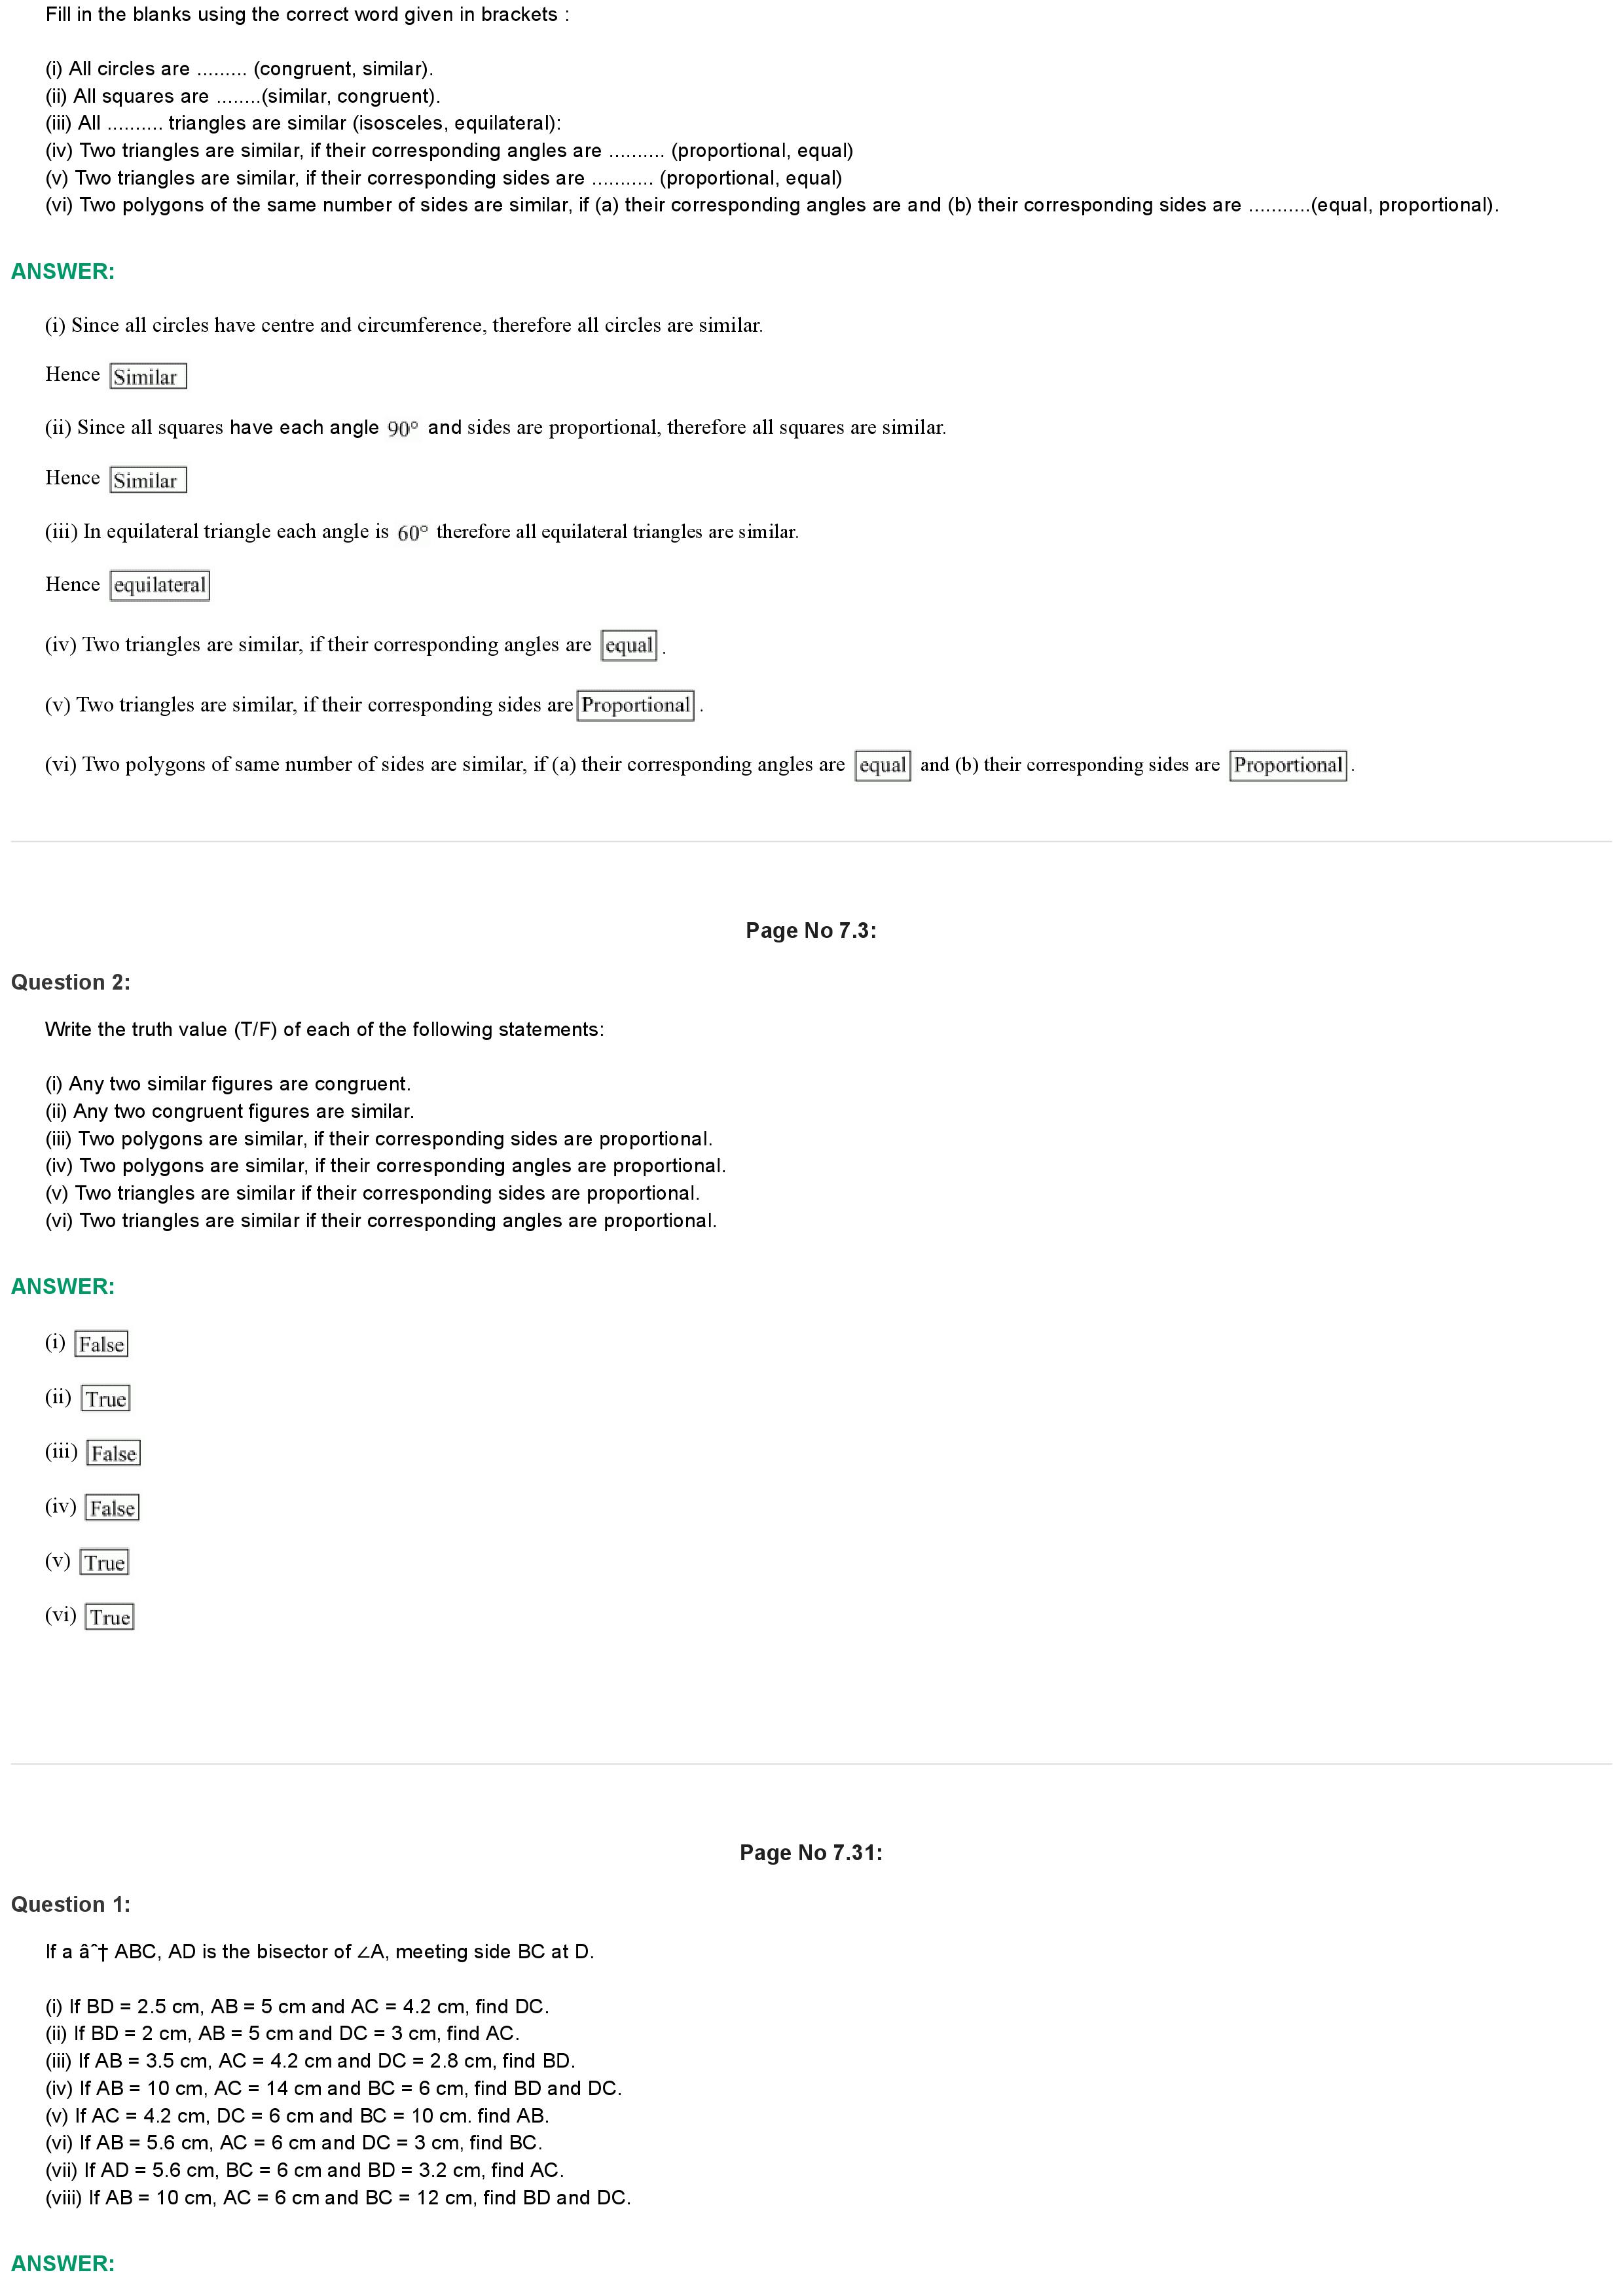 Fill in the blanks using the correct word given in brackets :
(i) All circles are ......... (congruent, similar).
(ii) All squares are ........(similar, congruent).
(iii) All .......... triangles are similar (isosceles, equilateral):
(iv) Two triangles are similar, if their corresponding angles are .......... (proportional, equal)
(v) Two triangles are similar, if their corresponding sides are ........... (proportional, equal)
(vi) Two polygons of the same number of sides are similar, if (a) their corresponding angles are and (b) their corresponding sides are ...........(equal, proportional).
ANSWER:
(i) Since all circles have centre and circumference, therefore all circles are similar.
Hence Similar
(ii) Since all squares have each angle 90° and sides are proportional, therefore all squares are similar.
Hence Similar
(iii) In equilateral triangle each angle is 60° therefore all equilateral triangles are similar.
Hence equilateral
(iv) Two triangles are similar, if their corresponding angles are equal .
(v) Two triangles are similar, if their corresponding sides are Proportional .
(vi) Two polygons of same number of sides are similar, if (a) their corresponding angles are equal and (b) their corresponding sides are Proportional .
Page No 7.3:
Question 2:
Write the truth value (T/F) of each of the following statements:
(i) Any two similar figures are congruent.
(ii) Any two congruent figures are similar.
(iii) Two polygons are similar, if their corresponding sides are proportional.
(iv) Two polygons are similar, if their corresponding angles are proportional.
(v) Two triangles are similar if their corresponding sides are proportional.
(vi) Two triangles are similar if their corresponding angles are proportional.
ANSWER:
(i) False
(ii) True
(iii) False
(iv) False
(v) True
(vi) True
Page No 7.31:
Question 1:
If a âˆ† ABC, AD is the bisector of ∠A, meeting side BC at D.
(i) If BD = 2.5 cm, AB = 5 cm and AC = 4.2 cm, find DC.
(ii) If BD = 2 cm, AB = 5 cm and DC = 3 cm, find AC.
(iii) If AB = 3.5 cm, AC = 4.2 cm and DC = 2.8 cm, find BD.
(iv) If AB = 10 cm, AC = 14 cm and BC = 6 cm, find BD and DC.
(v) If AC = 4.2 cm, DC = 6 cm and BC = 10 cm. find AB.
(vi) If AB = 5.6 cm, AC = 6 cm and DC = 3 cm, find BC.
(vii) If AD = 5.6 cm, BC = 6 cm and BD = 3.2 cm, find AC.
(viii) If AB = 10 cm, AC = 6 cm and BC = 12 cm, find BD and DC.
ANSWER: